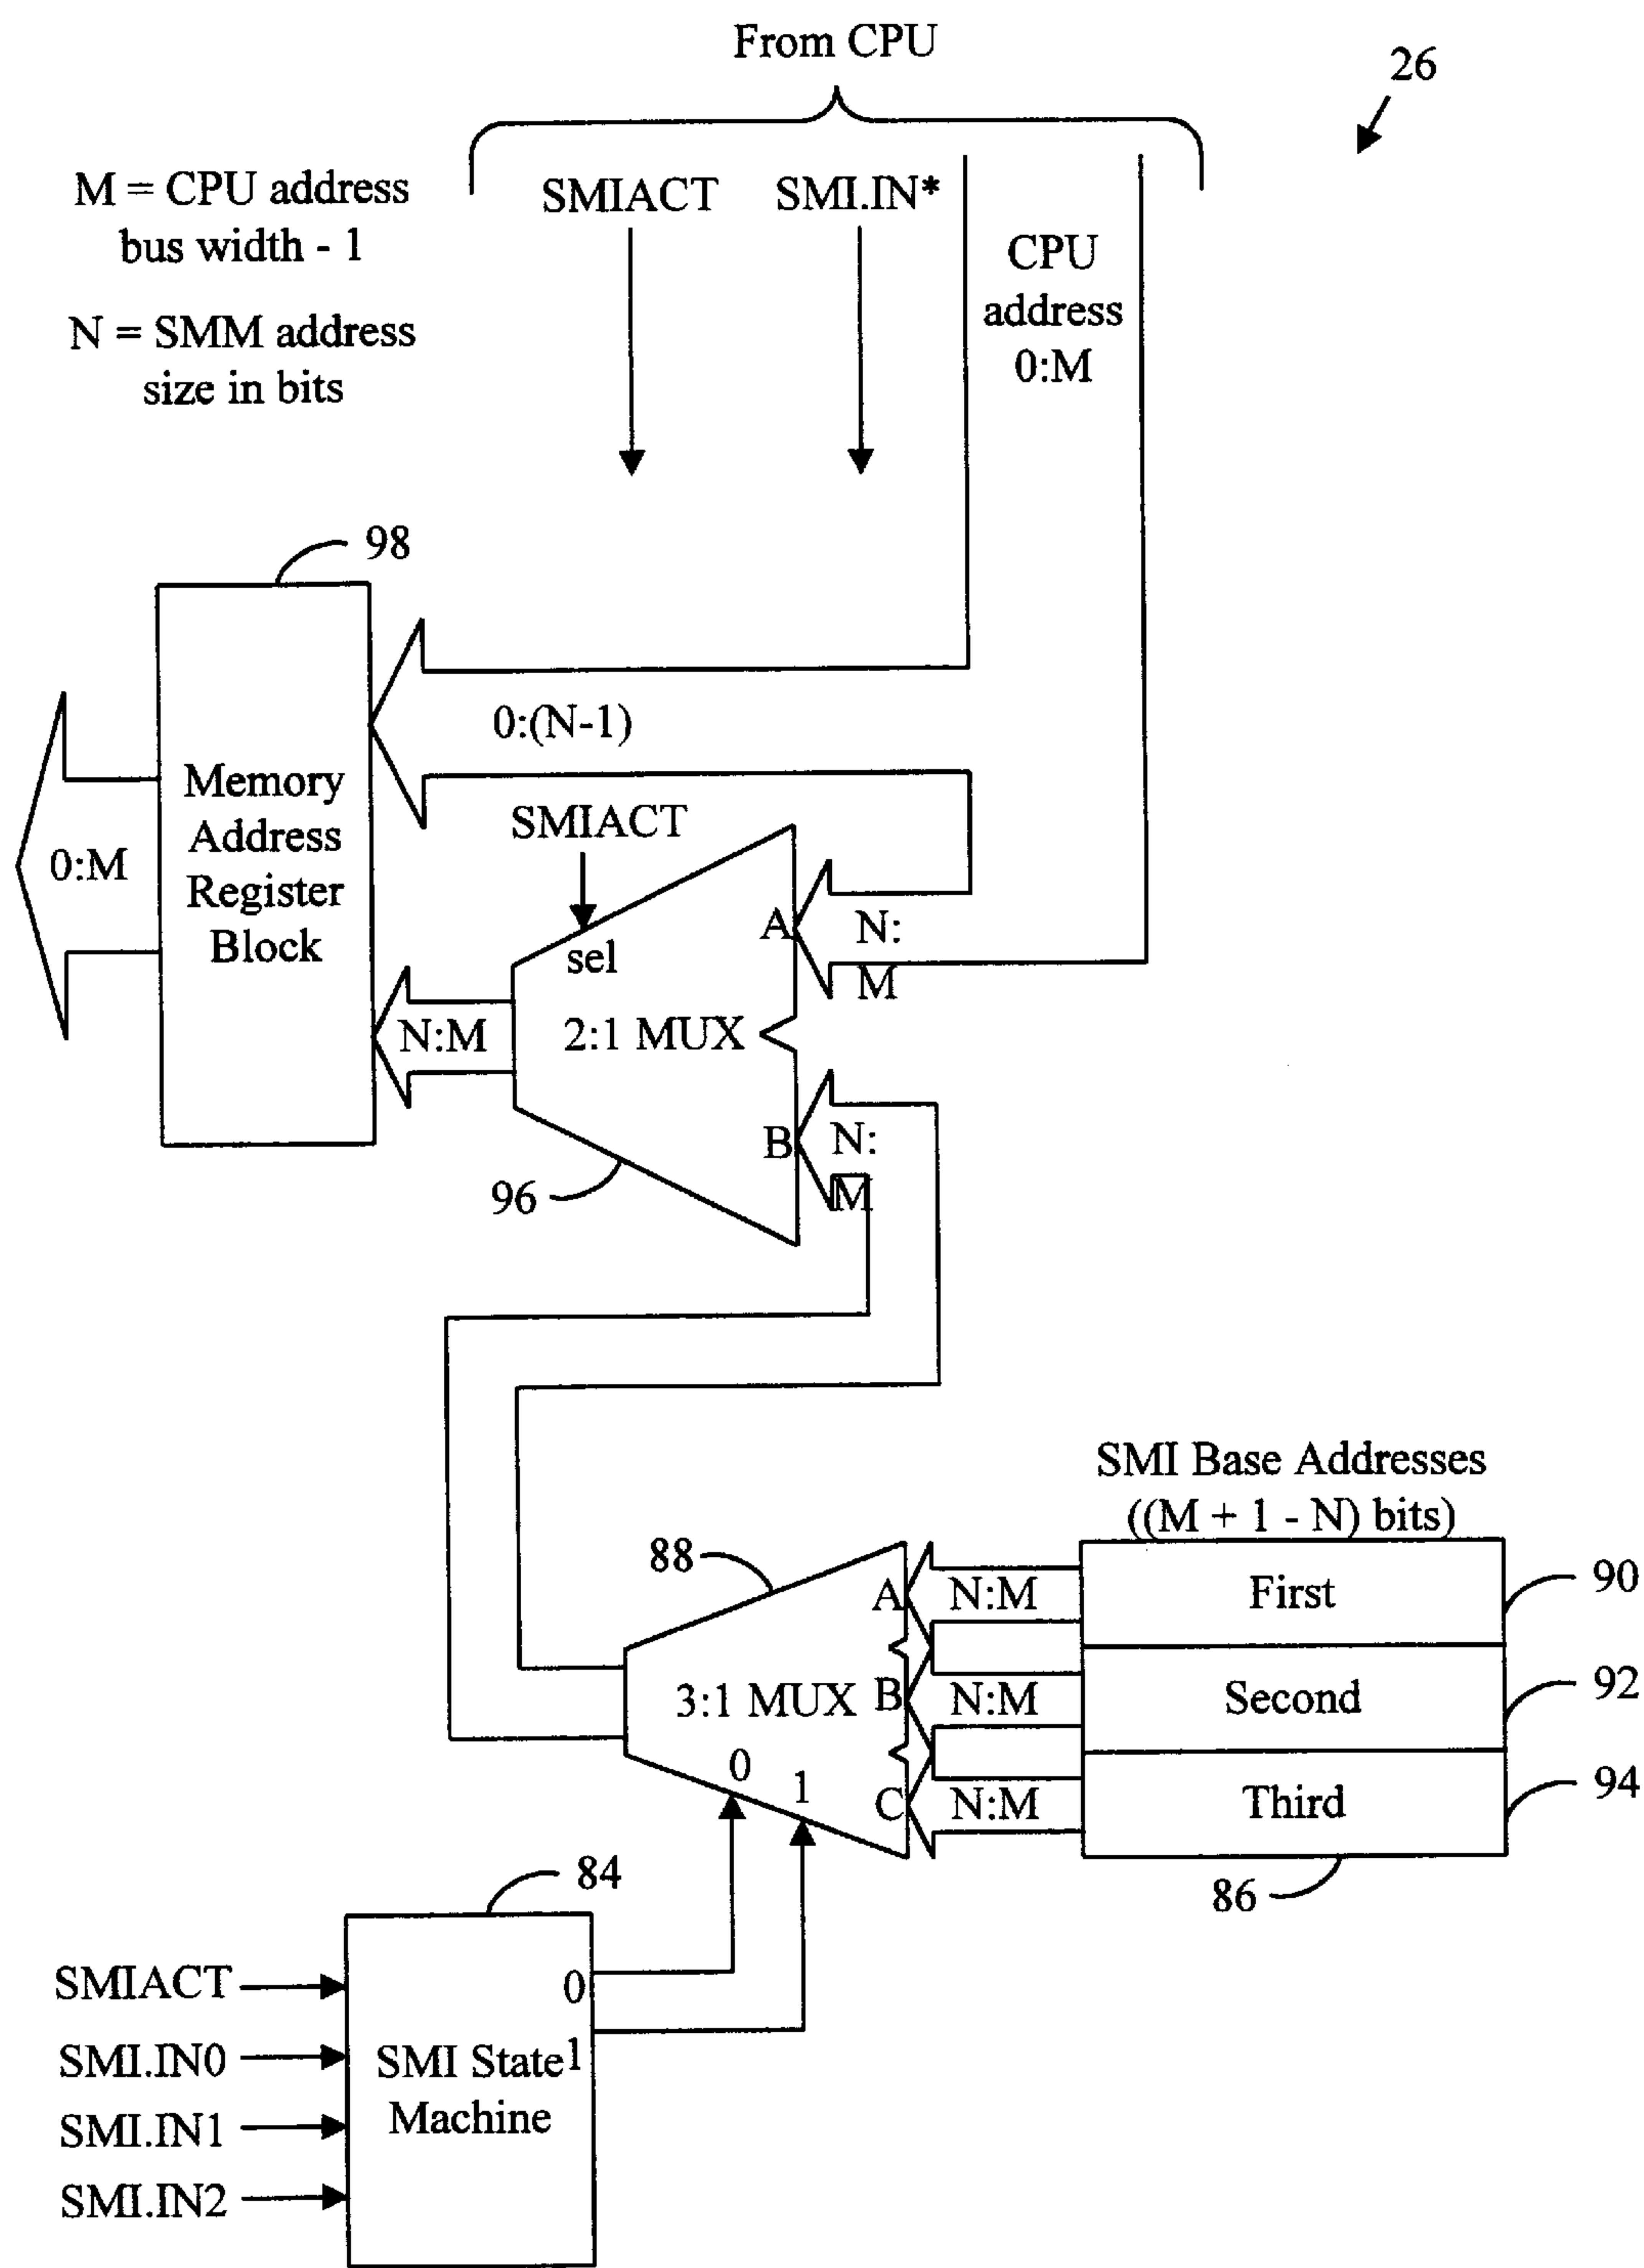 From CPU
26
M = CPU address
bus width - 1
N = SMM address
size in bits
SMIACT
SMI.IN*
CPU
address
0:M
98
0:(N-1)
Memory
Address
Register
Block
0:M
SMIACT
sel
A
N:
M
N:M
2:1 MUX
B
N:
M
96
SMI Base Addresses
((M + 1 - N) bits)
88
A
N:M
First
90
3:1 MUX
B
N:M
Second
92
0
1
C
N:M
Third
94
86
84
SMIACT
0
SMI.IN0
SMI State
1
Machine
SMI.IN1
SMI.IN2